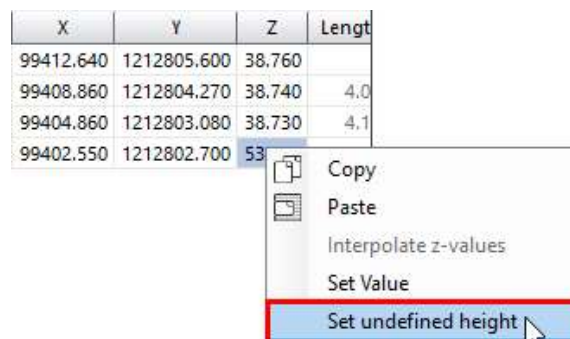 X Y Z Lengt
99412.640 1212805.600 38.760
99408.860 1212804.270 38.740 4.0
99404.860 1212803.080 38.730 4.1
99402.550 1212802.700 53
Copy
Paste
Interpolate z-values
Set Value
Set undefined height